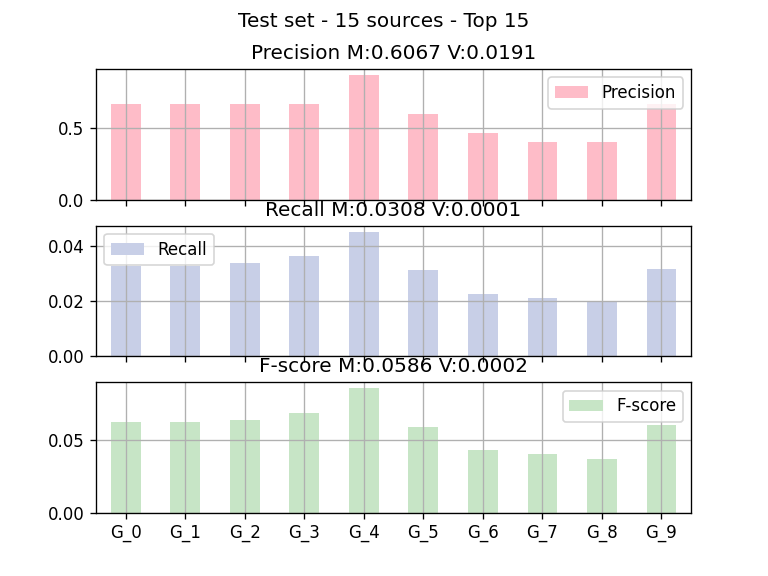 Test set - 15 sources - Top 15
Precision M:0.6067 V:0.0191
Precision
0.5
0.0
Recall M:0.0308 V:0.0001
Recall
0.04
0.02
0.00
F-score M:0.0586 V:0.0002
F-score
0.05
0.00
G_0 G_1 G_2 G_3 G_4 G_5 G_6 G_7 G_8 G_9